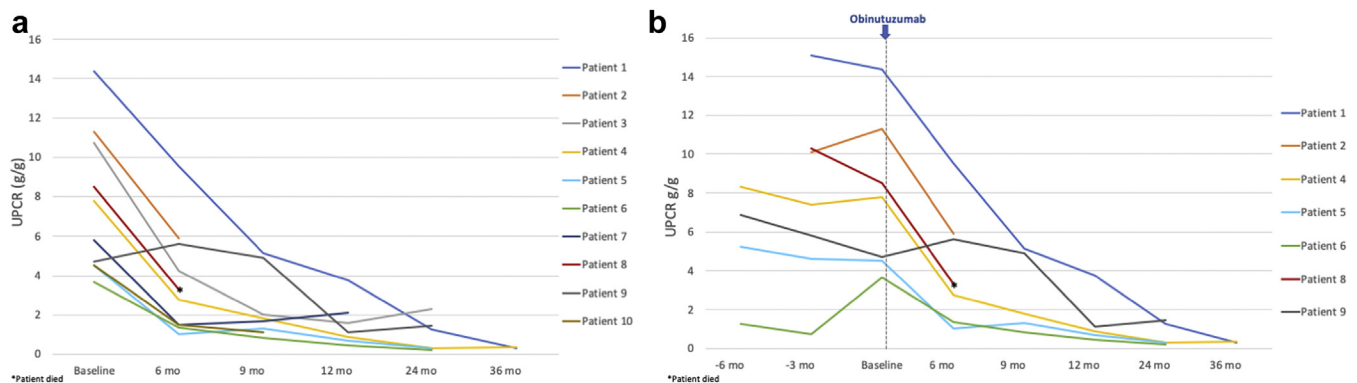 a
UPCR (g/g)
16
14
12
10
8
6
4
2
0
Baseline
6 mo
9 mo
12 mo
24 mo
36 mo
*
*Patient died
Patient 1
Patient 2
Patient 3
Patient 4
Patient 5
Patient 6
Patient 7
Patient 8
Patient 9
Patient 10
b
Obinutuzumab
UPCR g/g
16
14
12
10
8
6
4
2
0
-6 mo
-3 mo
Baseline
6 mo
9 mo
12 mo
24 mo
36 mo
*
*Patient died
Patient 1
Patient 2
Patient 4
Patient 5
Patient 6
Patient 8
Patient 9